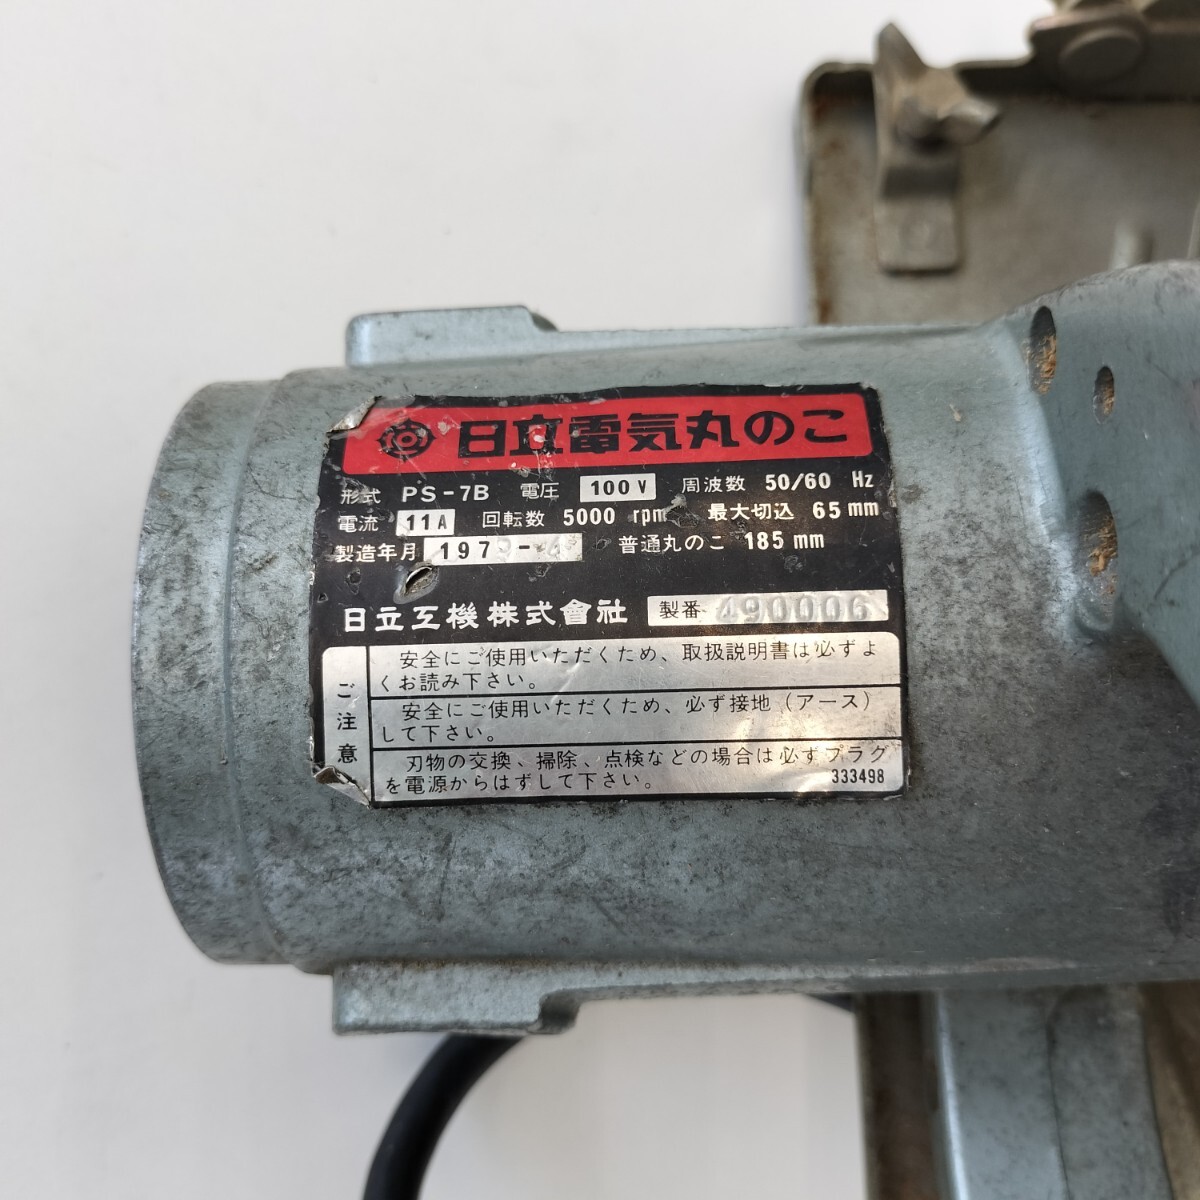 日立電気丸のこ
形式 PS-7B 電圧 100V 周波数 50/60 Hz
電流 11A 回転数 5000 rpm 最大切込 65mm
製造年月 普通丸のこ 185mm
日立工機株式會社 製番 490006
ご注意
安全にご使用いただくため、取扱説明書は必ずよ
くお読み下さい。
安全にご使用いただくため、必ず接地(アース)
して下さい。
刃物の交換、掃除、点検などの場合は必ずプラグ
を電源からはずして下さい。
333498